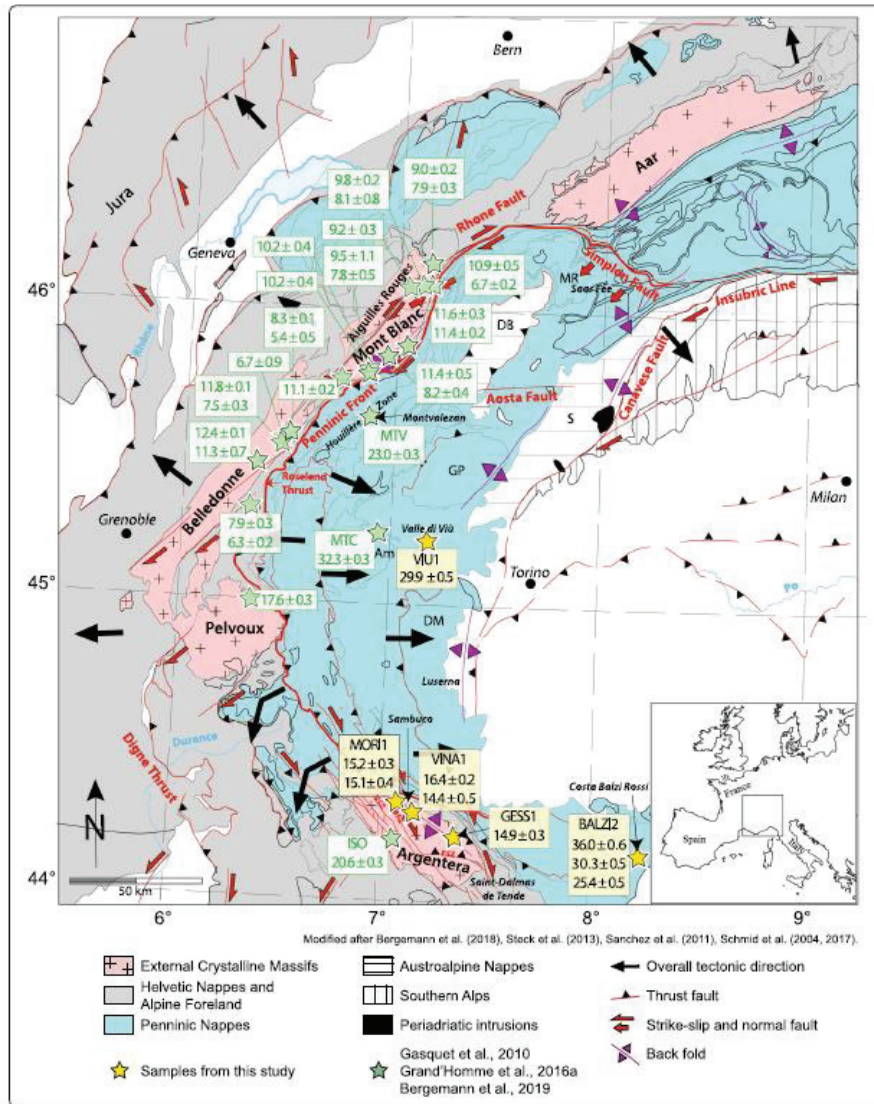 Bern
Jura
Aar
9.0±0.2
7.9±0.3
9.8±0.2
8.1±0.8
Rhone Fault
9.2±0.3
Geneva
10.2±0.4
9.5±1.1
7.8±0.5
Simplon Fault
46°
10.2±0.4
Aiguilles Rouges
10.9±0.5
6.7±0.2
MR
Saas Fee
Insubric Line
8.3±0.1
5.4±0.5
Mont Blanc
11.6±0.3
11.4±0.2
DB
Rhône
6.7±0.9
Canavese Fault
11.8±0.1
7.5±0.3
11.1±0.2
11.4±0.5
8.2±0.4
Aosta Fault
Penninic Front
Houillère Zone
Montvalezan
S
12.4±0.1
11.3±0.7
MTV
23.0±0.3
Roselend
Thrust
GP
Milan
Belledonne
Grenoble
7.9±0.3
6.3±0.2
MTC
32.3±0.3
Am
Valle di Viù
VIU1
29.9 ±0.5
45°
Torino
Po
17.6±0.3
Pelvoux
DM
Luserna
Digne Thrust
Durance
Sambuco
MORI1
15.2±0.3
15.1±0.4
VINA1
16.4±0.2
14.4±0.5
Costa Balzi Rossi
N
GESS1
14.9±0.3
BALZI2
36.0±0.6
30.3±0.5
25.4±0.5
France
Spain
Italy
ISO
20.6±0.3
Argentera
44°
50 km
Saint-Dalmas
de Tende
6°
7°
8°
9°
Modified after Bergemann et al. (2018), Steck et al. (2013), Sanchez et al. (2011), Schmid et al. (2004, 2017).
External Crystalline Massifs
Austroalpine Nappes
Overall tectonic direction
Helvetic Nappes and
Alpine Foreland
Southern Alps
Thrust fault
Penninic Nappes
Periadriatic intrusions
Strike-slip and normal fault
Back fold
Samples from this study
Gasquet et al., 2010
Grand'Homme et al., 2016a
Bergemann et al., 2019